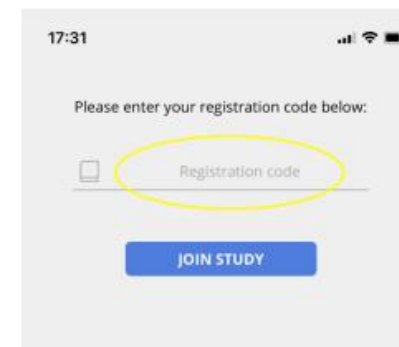 17:31
Please enter your registration code below:
Registration code
JOIN STUDY